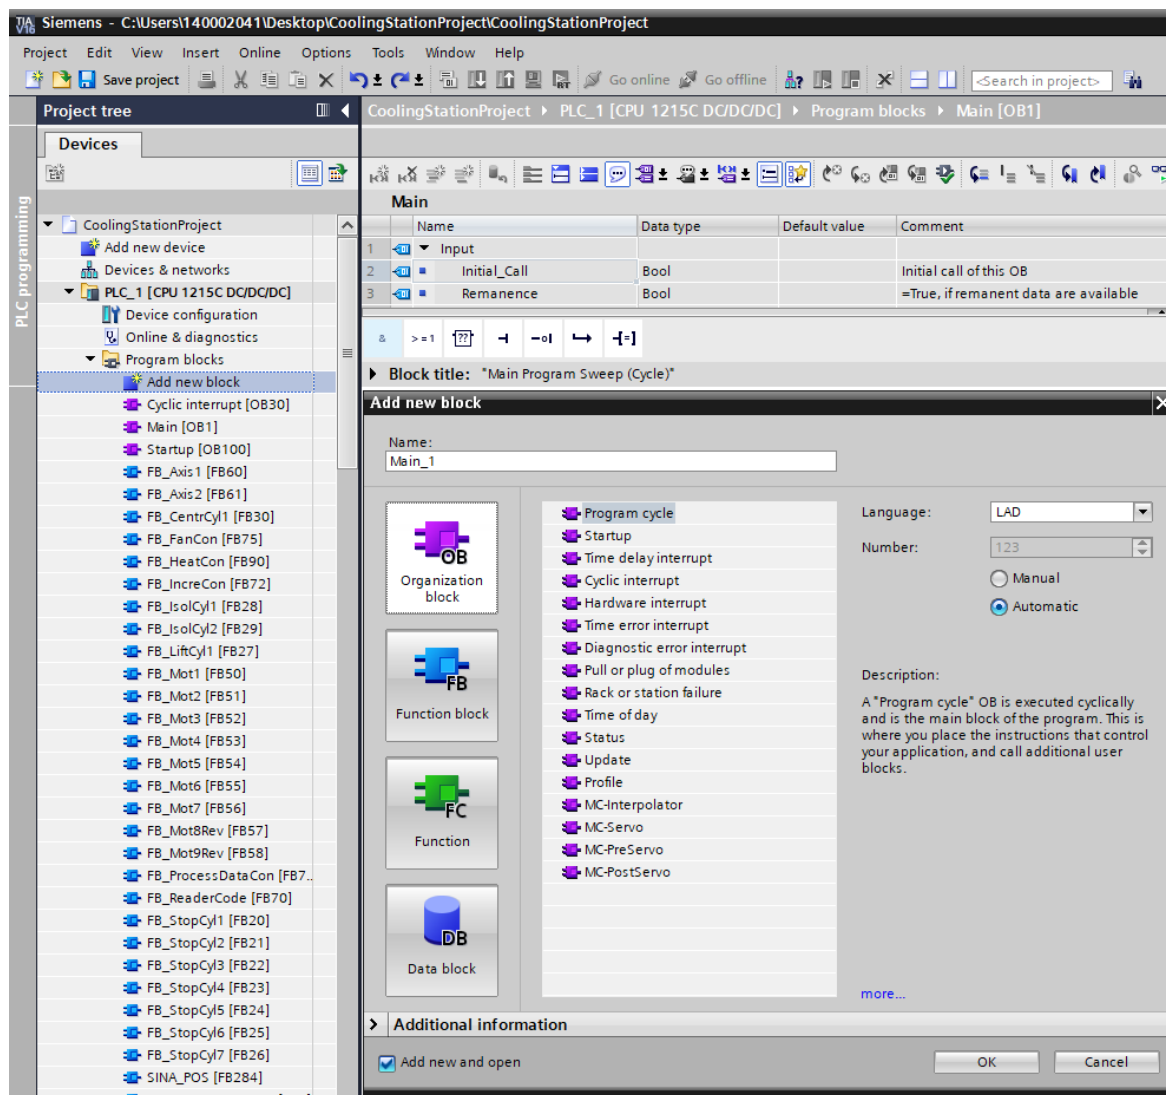 Siemens - C:\Users\140002041\Desktop\CoolingStationProject\CoolingStationProject
Project Edit View Insert Online Options Tools Window Help
Save project Go online Go offline <Search in project>
Project tree
CoolingStationProject PLC_1 [CPU 1215C DC/DC/DC] Program blocks Main [OB1]
Devices
PLC programming
CoolingStationProject
Add new device
Devices & networks
PLC_1 [CPU 1215C DC/DC/DC]
Device configuration
Online & diagnostics
Program blocks
Add new block
Cyclic interrupt [OB30]
Main [OB1]
Startup [OB100]
FB_Axis1 [FB60]
FB_Axis2 [FB61]
FB_CentrCyl1 [FB30]
FB_FanCon [FB75]
FB_HeatCon [FB90]
FB_IncreCon [FB72]
FB_IsolCyl1 [FB28]
FB_IsolCyl2 [FB29]
FB_LiftCyl1 [FB27]
FB_Mot1 [FB50]
FB_Mot2 [FB51]
FB_Mot3 [FB52]
FB_Mot4 [FB53]
FB_Mot5 [FB54]
FB_Mot6 [FB55]
FB_Mot7 [FB56]
FB_Mot8Rev [FB57]
FB_Mot9Rev [FB58]
FB_ProcessDataCon [FB7..
FB_ReaderCode [FB70]
FB_StopCyl1 [FB20]
FB_StopCyl2 [FB21]
FB_StopCyl3 [FB22]
FB_StopCyl4 [FB23]
FB_StopCyl5 [FB24]
FB_StopCyl6 [FB25]
FB_StopCyl7 [FB26]
SINA_POS [FB284]
Main
Name Data type Default value Comment
1 Input
2 Initial_Call Bool Initial call of this OB
3 Remanence Bool =True, if remanent data are available
& >=1 ??
Block title: "Main Program Sweep (Cycle)"
Add new block
Name:
Main_1
OB
Organization
block
FB
Function block
FC
Function
DB
Data block
Program cycle
Startup
Time delay interrupt
Cyclic interrupt
Hardware interrupt
Time error interrupt
Diagnostic error interrupt
Pull or plug of modules
Rack or station failure
Time of day
Status
Update
Profile
MC-Interpolator
MC-Servo
MC-PreServo
MC-PostServo
Language: LAD
Number: 123
Manual
Automatic
Description:
A "Program cycle" OB is executed cyclically
and is the main block of the program. This is
where you place the instructions that control
your application, and call additional user
blocks.
more...
Additional information
Add new and open
OK Cancel